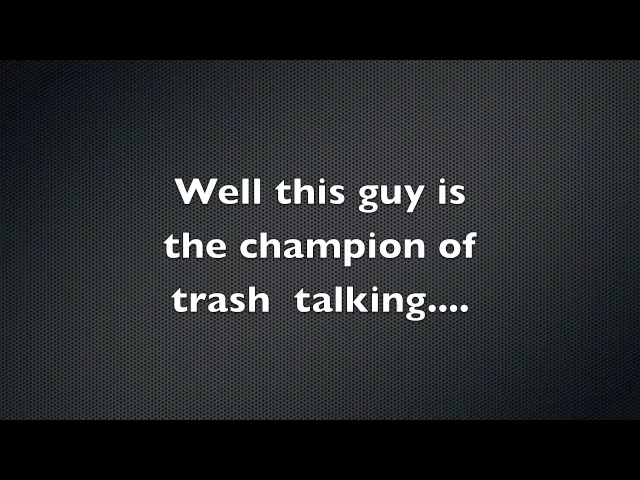 Well this guy is
the champion of
trash  talking....